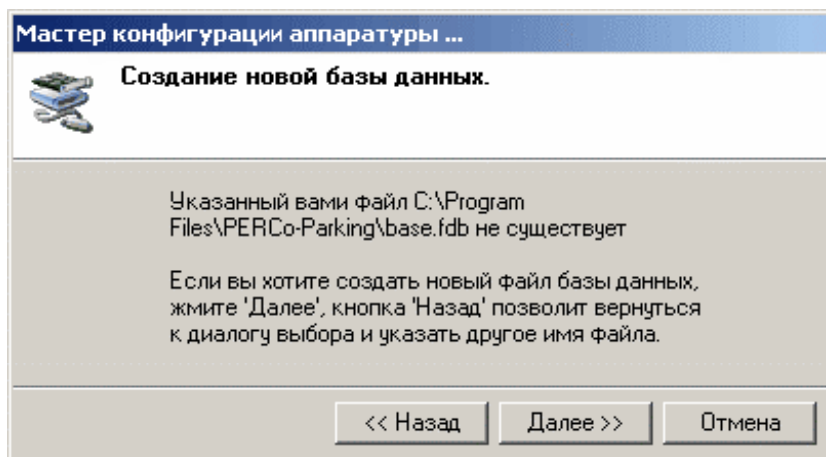 Мастер конфигурации аппаратуры ...
Создание новой базы данных.
Указанный вами файл C:\Program
Files\PERCo-Parking\base.fdb не существует
Если вы хотите создать новый файл базы данных,
жмите 'Далее', кнопка 'Назад' позволит вернуться
к диалогу выбора и указать другое имя файла.
<< Назад
Далее >>
Отмена